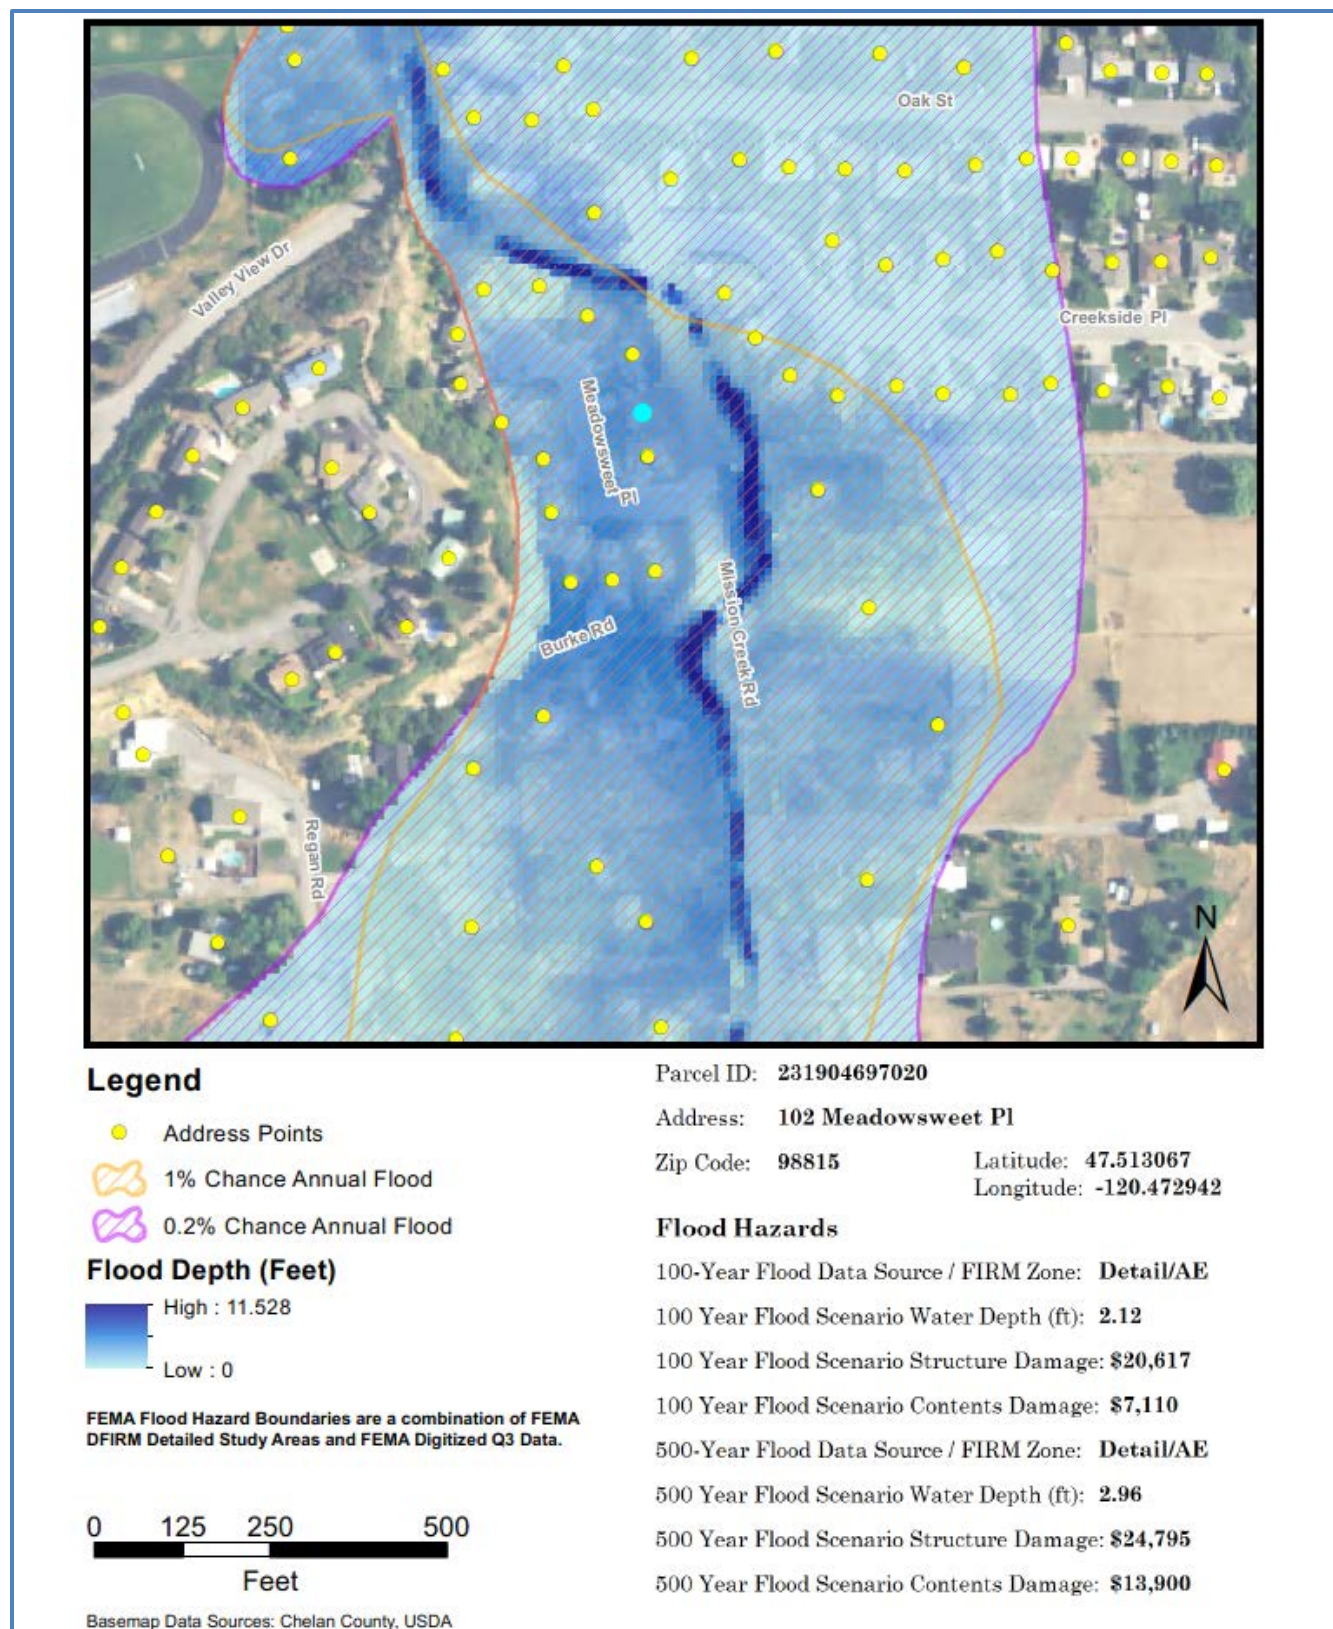 Oak St
Valley View Dr
Creekside Pl
Meadowsweet Pl
Mission Creek Rd
Burke Rd
Regan Rd
N
Legend
Address Points
1% Chance Annual Flood
0.2% Chance Annual Flood
Flood Depth (Feet)
High : 11.528
Low : 0
FEMA Flood Hazard Boundaries are a combination of FEMA
DFIRM Detailed Study Areas and FEMA Digitized Q3 Data.
0 125 250 500
Feet
Basemap Data Sources: Chelan County, USDA
Parcel ID: 231904697020
Address: 102 Meadowsweet Pl
Zip Code: 98815
Latitude: 47.513067
Longitude: -120.472942
Flood Hazards
100-Year Flood Data Source / FIRM Zone: Detail/AE
100 Year Flood Scenario Water Depth (ft): 2.12
100 Year Flood Scenario Structure Damage: $20,617
100 Year Flood Scenario Contents Damage: $7,110
500-Year Flood Data Source / FIRM Zone: Detail/AE
500 Year Flood Scenario Water Depth (ft): 2.96
500 Year Flood Scenario Structure Damage: $24,795
500 Year Flood Scenario Contents Damage: $13,900